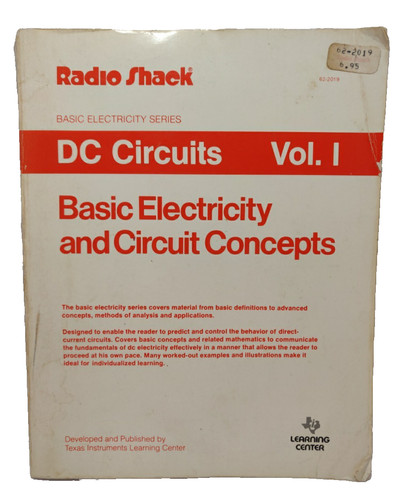 62-2019
6.95
Radio Shack®
62-2019
BASIC ELECTRICITY SERIES
DC Circuits Vol. I
Basic Electricity
and Circuit Concepts
The basic electricity series covers material from basic definitions to advanced
concepts, methods of analysis and applications.
Designed to enable the reader to predict and control the behavior of direct-
current circuits. Covers basic concepts and related mathematics to communicate
the fundamentals of dc electricity effectively in a manner that allows the reader to
proceed at his own pace. Many worked-out examples and illustrations make it
ideal for individualized learning.
Developed and Published by
Texas Instruments Learning Center
LEARNING
CENTER